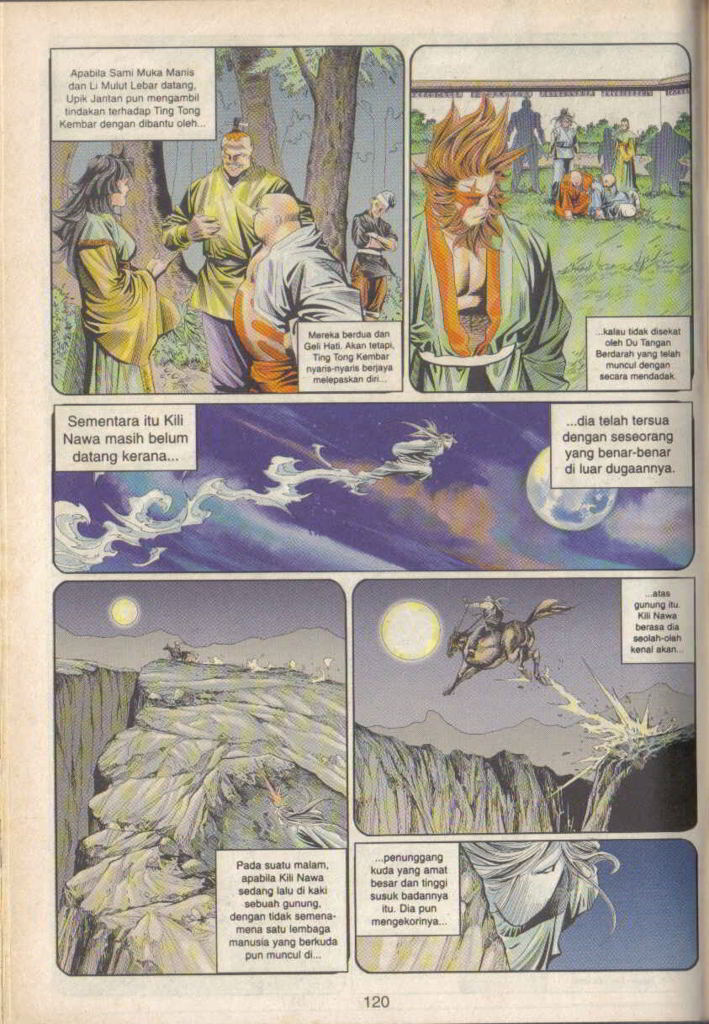 Apabila Sami Muka Manis
dan Li Mulut Lebar datang,
Upik Jantan pun mengambil
tindakan terhadap Ting Tong
Kembar dengan dibantu oleh...
Mereka berdua dan
Geli Hati. Akan tetapi,
Ting Tong Kembar
nyaris-nyaris berjaya
melepaskan diri...
...kalau tidak disekat
oleh Du Tangan
Berdarah yang telah
muncul dengan
secara mendadak.
Sementara itu Kili
Nawa masih belum
datang kerana...
...dia telah tersua
dengan seseorang
yang benar-benar
di luar dugaannya.
Pada suatu malam,
apabila Kili Nawa
sedang lalu di kaki
sebuah gunung,
dengan tidak semena-
mena satu lembaga
manusia yang berkuda
pun muncul di...
...atas
gunung itu.
Kili Nawa
berasa dia
seolah-olah
kenal akan...
...penunggang
kuda yang amat
besar dan tinggi
susuk badannya
itu. Dia pun
mengekorinya...
120